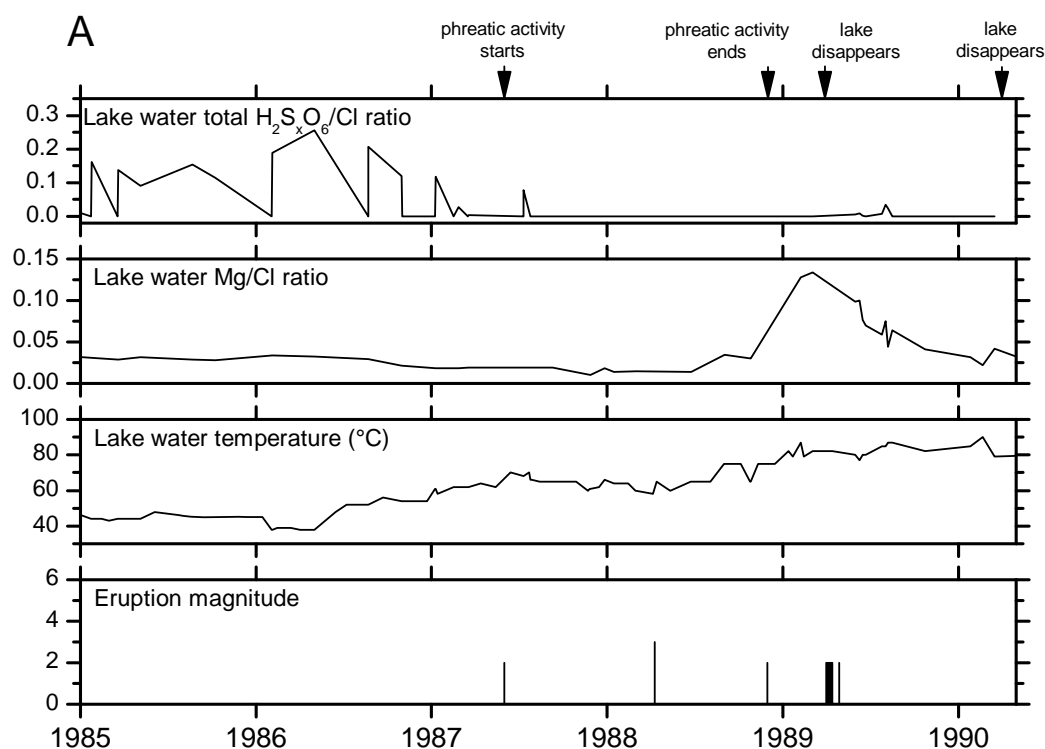 A
phreatic activity
starts
phreatic activity
ends
lake
disappears
lake
disappears
Lake water total H₂SₓO₆/Cl ratio
0.3
0.2
0.1
0.0
Lake water Mg/Cl ratio
0.15
0.10
0.05
0.00
Lake water temperature (°C)
100
80
60
40
Eruption magnitude
6
4
2
0
1985 1986 1987 1988 1989 1990